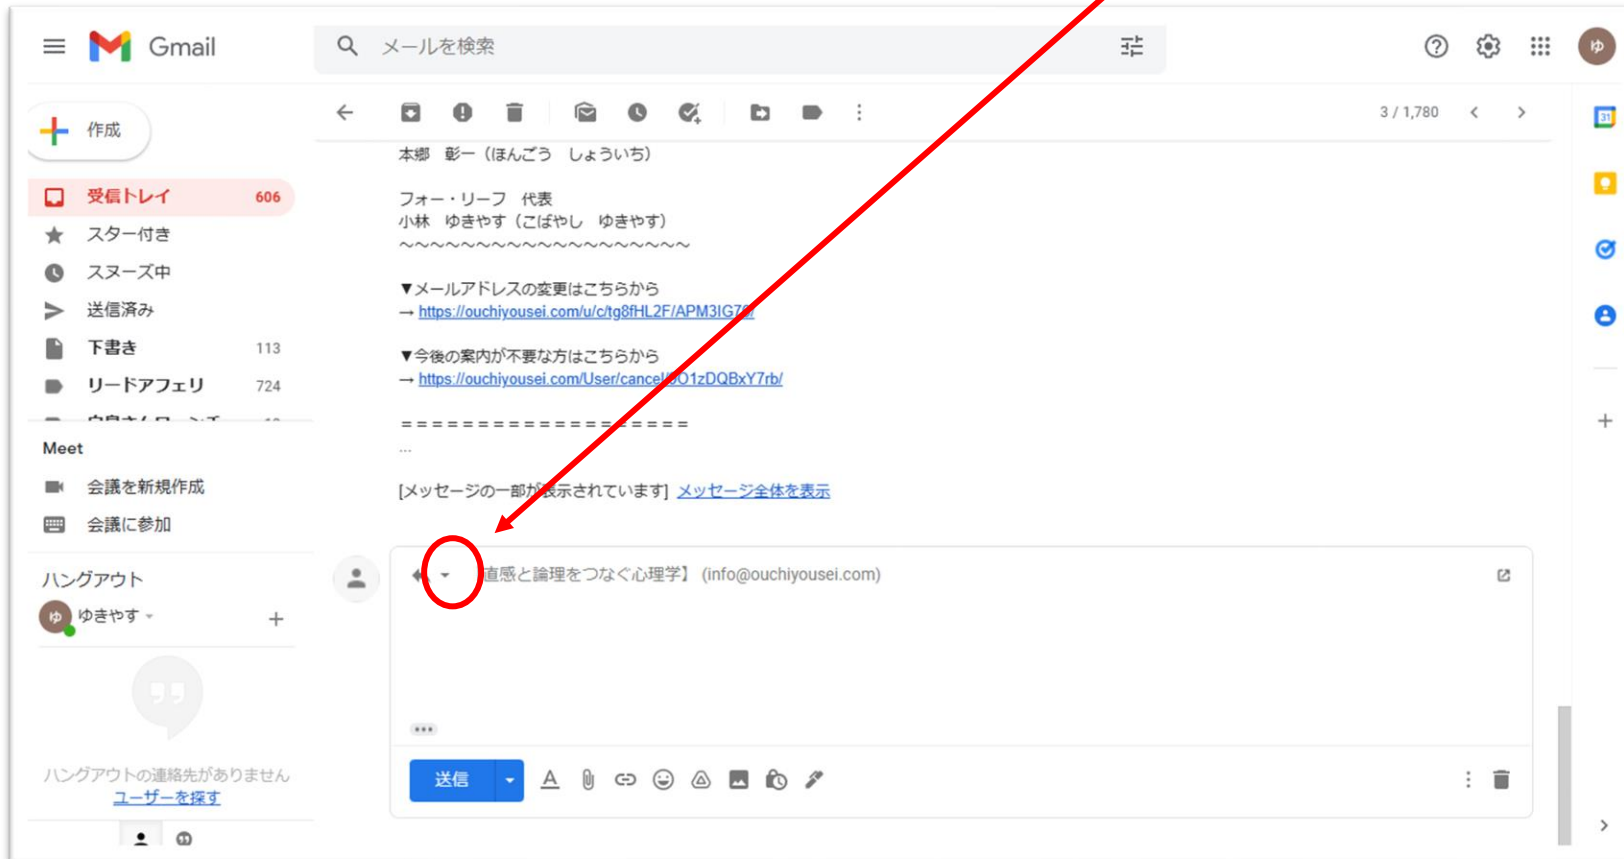 Gmail
メールを検索
ゆ
作成
3 / 1,780
31
受信トレイ 606
スター付き
スヌーズ中
送信済み
下書き 113
リードアフェリ 724
本郷 彰一（ほんごう しょういち）
フォー・リーフ 代表
小林 ゆきやす（こばやし ゆきやす）
～～～～～～～～～～～～～～～～～～～
▼メールアドレスの変更はこちらから
→ https://ouchiyousei.com/u/c/tg8fHL2F/APM3IG7
▼今後の案内が不要な方はこちらから
→ https://ouchiyousei.com/User/cancel/ O1zDQBxY7rb/
＝＝＝＝＝＝＝＝＝＝＝＝＝＝＝＝＝＝＝
...
[メッセージの一部が表示されています] メッセージ全体を表示
Meet
会議を新規作成
会議に参加
ハングアウト
ゆ ゆきやす
ハングアウトの連絡先がありません
ユーザーを探す
直感と論理をつなぐ心理学】 (info@ouchiyousei.com)
送信